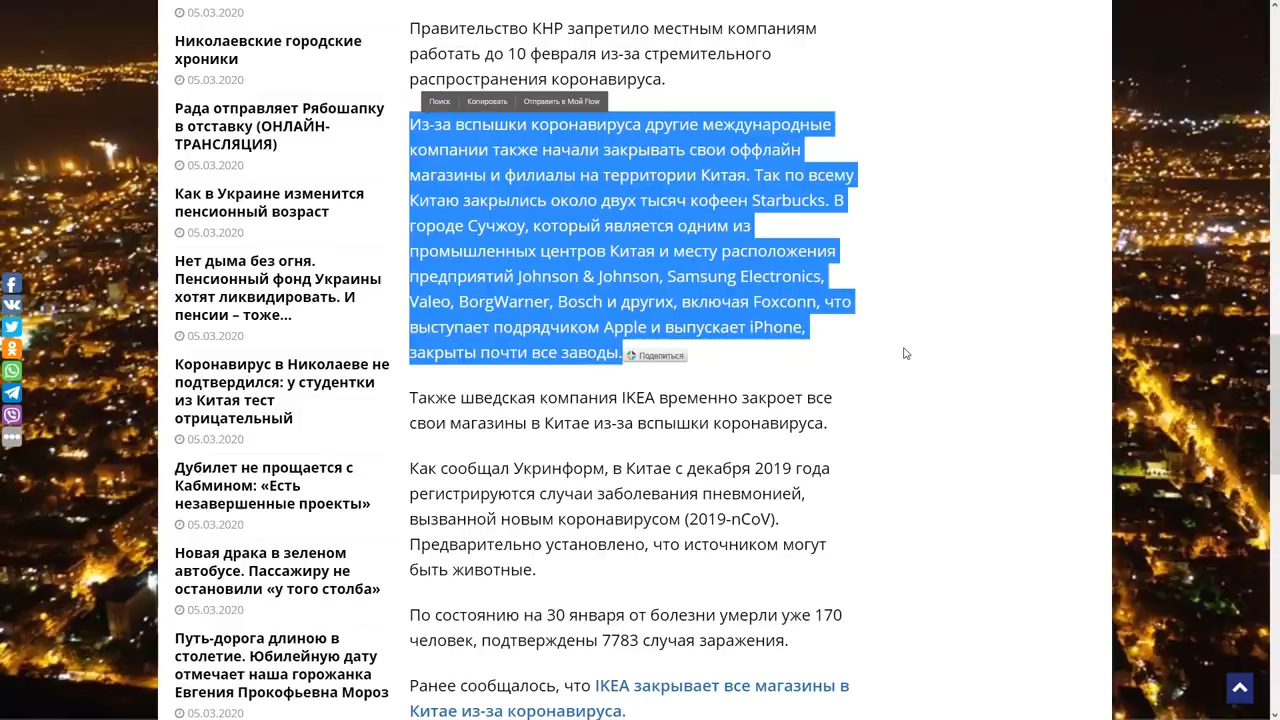 05.03.2020
Николаевские городские
хроники
05.03.2020
Рада отправляет Рябошапку
в отставку (ОНЛАЙН-
ТРАНСЛЯЦИЯ)
05.03.2020
Как в Украине изменится
пенсионный возраст
05.03.2020
Нет дыма без огня.
Пенсионный фонд Украины
хотят ликвидировать. И
пенсии – тоже...
05.03.2020
Коронавирус в Николаеве не
подтвердился: у студентки
из Китая тест
отрицательный
05.03.2020
Дубилет не прощается с
Кабмином: «Есть
незавершенные проекты»
05.03.2020
Новая драка в зеленом
автобусе. Пассажиру не
остановили «у того столба»
05.03.2020
Путь-дорога длиною в
столетие. Юбилейную дату
отмечает наша горожанка
Евгения Прокофьевна Мороз
05.03.2020
Правительство КНР запретило местным компаниям
работать до 10 февраля из-за стремительного
распространения коронавируса.
Поиск Копировать Отправить в Мой Flow
Из-за вспышки коронавируса другие международные
компании также начали закрывать свои оффлайн
магазины и филиалы на территории Китая. Так по всему
Китаю закрылись около двух тысяч кофеен Starbucks. В
городе Сучжоу, который является одним из
промышленных центров Китая и месту расположения
предприятий Johnson & Johnson, Samsung Electronics,
Valeo, BorgWarner, Bosch и других, включая Foxconn, что
выступает подрядчиком Apple и выпускает iPhone,
закрыты почти все заводы. Поделиться
Также шведская компания IKEA временно закроет все
свои магазины в Китае из-за вспышки коронавируса.
Как сообщал Укринформ, в Китае с декабря 2019 года
регистрируются случаи заболевания пневмонией,
вызванной новым коронавирусом (2019-nCoV).
Предварительно установлено, что источником могут
быть животные.
По состоянию на 30 января от болезни умерли уже 170
человек, подтверждены 7783 случая заражения.
Ранее сообщалось, что IKEA закрывает все магазины в
Китае из-за коронавируса.